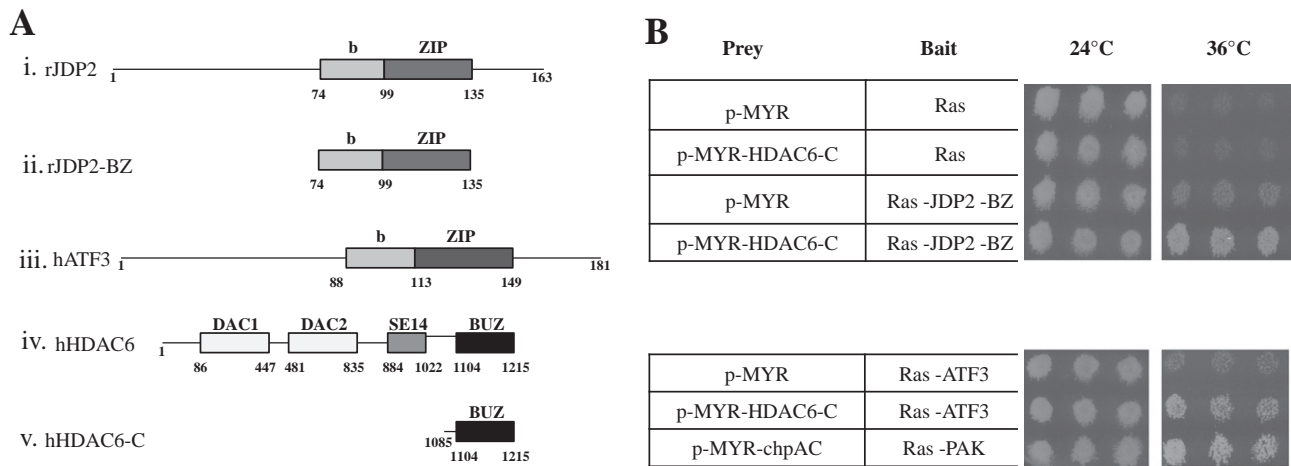 A
i. rJDP2
b ZIP
1 163
74 99 135
ii. rJDP2-BZ
b ZIP
74 99 135
iii. hATF3
b ZIP
1 181
88 113 149
iv. hHDAC6
DAC1 DAC2 SE14 BUZ
1
86 447 481 835 884 1022 1104 1215
v. hHDAC6-C
BUZ
1085
1104 1215
B
Prey Bait 24°C 36°C
p-MYR Ras
p-MYR-HDAC6-C Ras
p-MYR Ras -JDP2 -BZ
p-MYR-HDAC6-C Ras -JDP2 -BZ
p-MYR Ras -ATF3
p-MYR-HDAC6-C Ras -ATF3
p-MYR-chpAC Ras -PAK